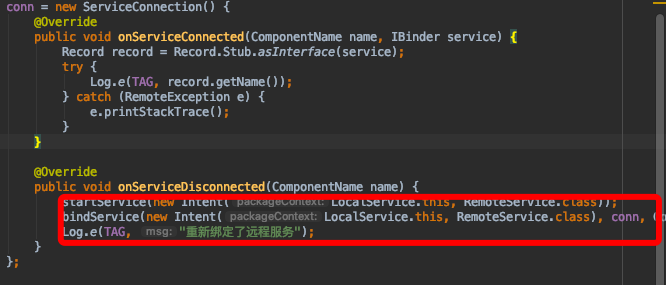 conn = new ServiceConnection() {
@Override
public void onServiceConnected(ComponentName name, IBinder service) {
Record record = Record.Stub.asInterface(service);
try {
Log.e(TAG, record.getName());
} catch (RemoteException e) {
e.printStackTrace();
}
}
@Override
public void onServiceDisconnected(ComponentName name) {
startService(new Intent( packageContext: LocalService.this, RemoteService.class));
bindService(new Intent( packageContext: LocalService.this, RemoteService.class), conn,
Log.e(TAG, msg: "重新绑定了远程服务");
}
};